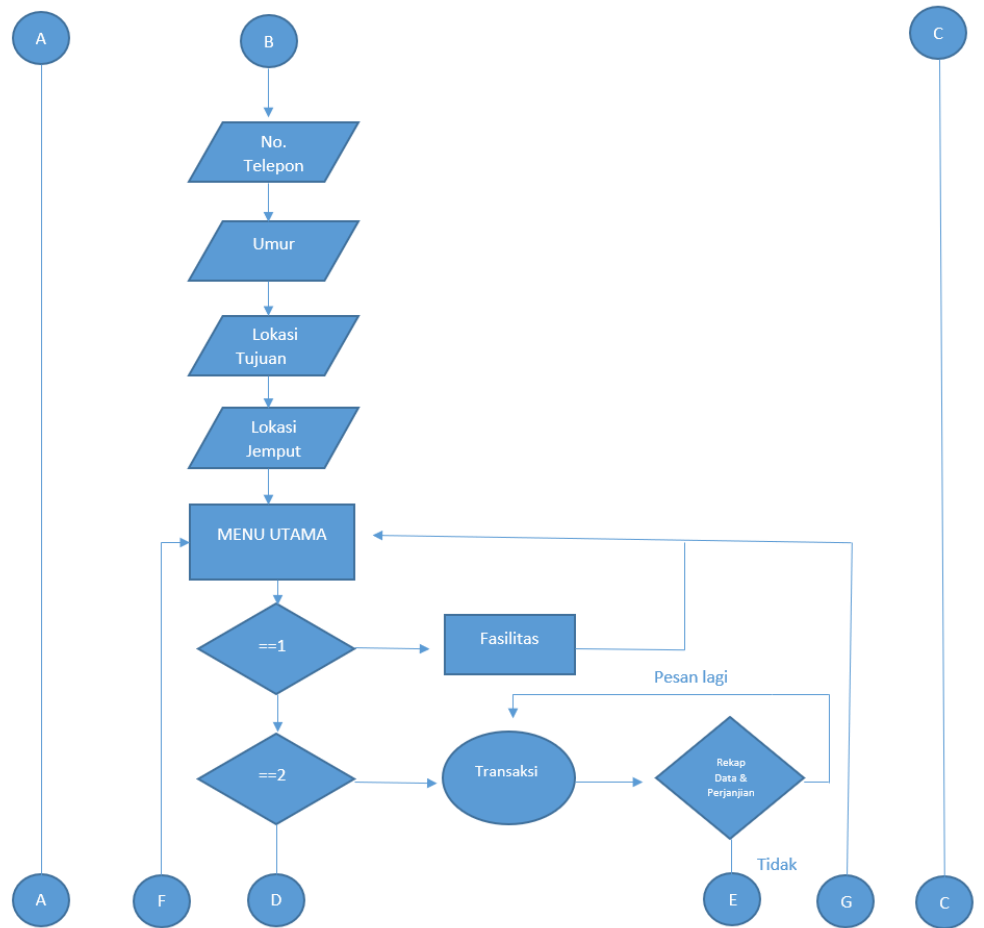 A
B
C
No.
Telepon
Umur
Lokasi
Tujuan
Lokasi
Jemput
MENU UTAMA
==1
Fasilitas
Pesan lagi
==2
Transaksi
Rekap
Data &
Perjanjian
Tidak
A
F
D
E
G
C